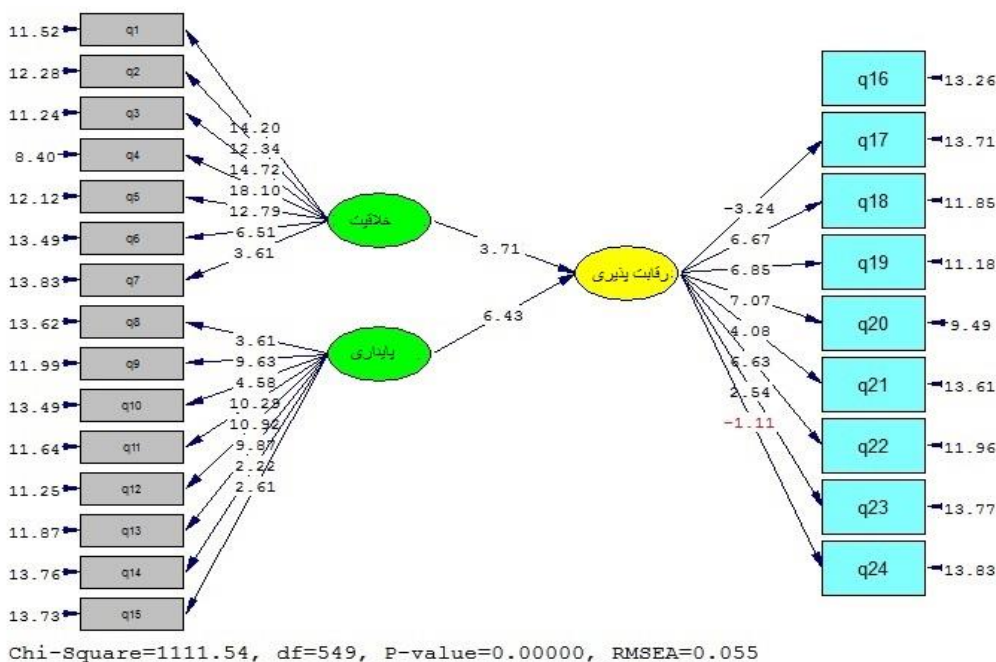 11.52 q1
12.28 q2
11.24 q3
8.40 q4
12.12 q5
13.49 q6
13.83 q7
13.62 q8
11.99 q9
13.49 q10
11.64 q11
11.25 q12
11.87 q13
13.76 q14
13.73 q15
14.20
12.34
14.72
18.10
12.79
6.51
3.61
3.61
9.63
4.58
10.29
10.92
9.87
2.22
2.61
خلاقیت
پایداری
3.71
6.43
رقابت پذیری.
-3.24
6.67
6.85
7.07
4.08
6.63
2.54
-1.11
q16 13.26
q17 13.71
q18 11.85
q19 11.18
q20 9.49
q21 13.61
q22 11.96
q23 13.77
q24 13.83
Chi-Square=1111.54, df=549, P-value=0.00000, RMSEA=0.055